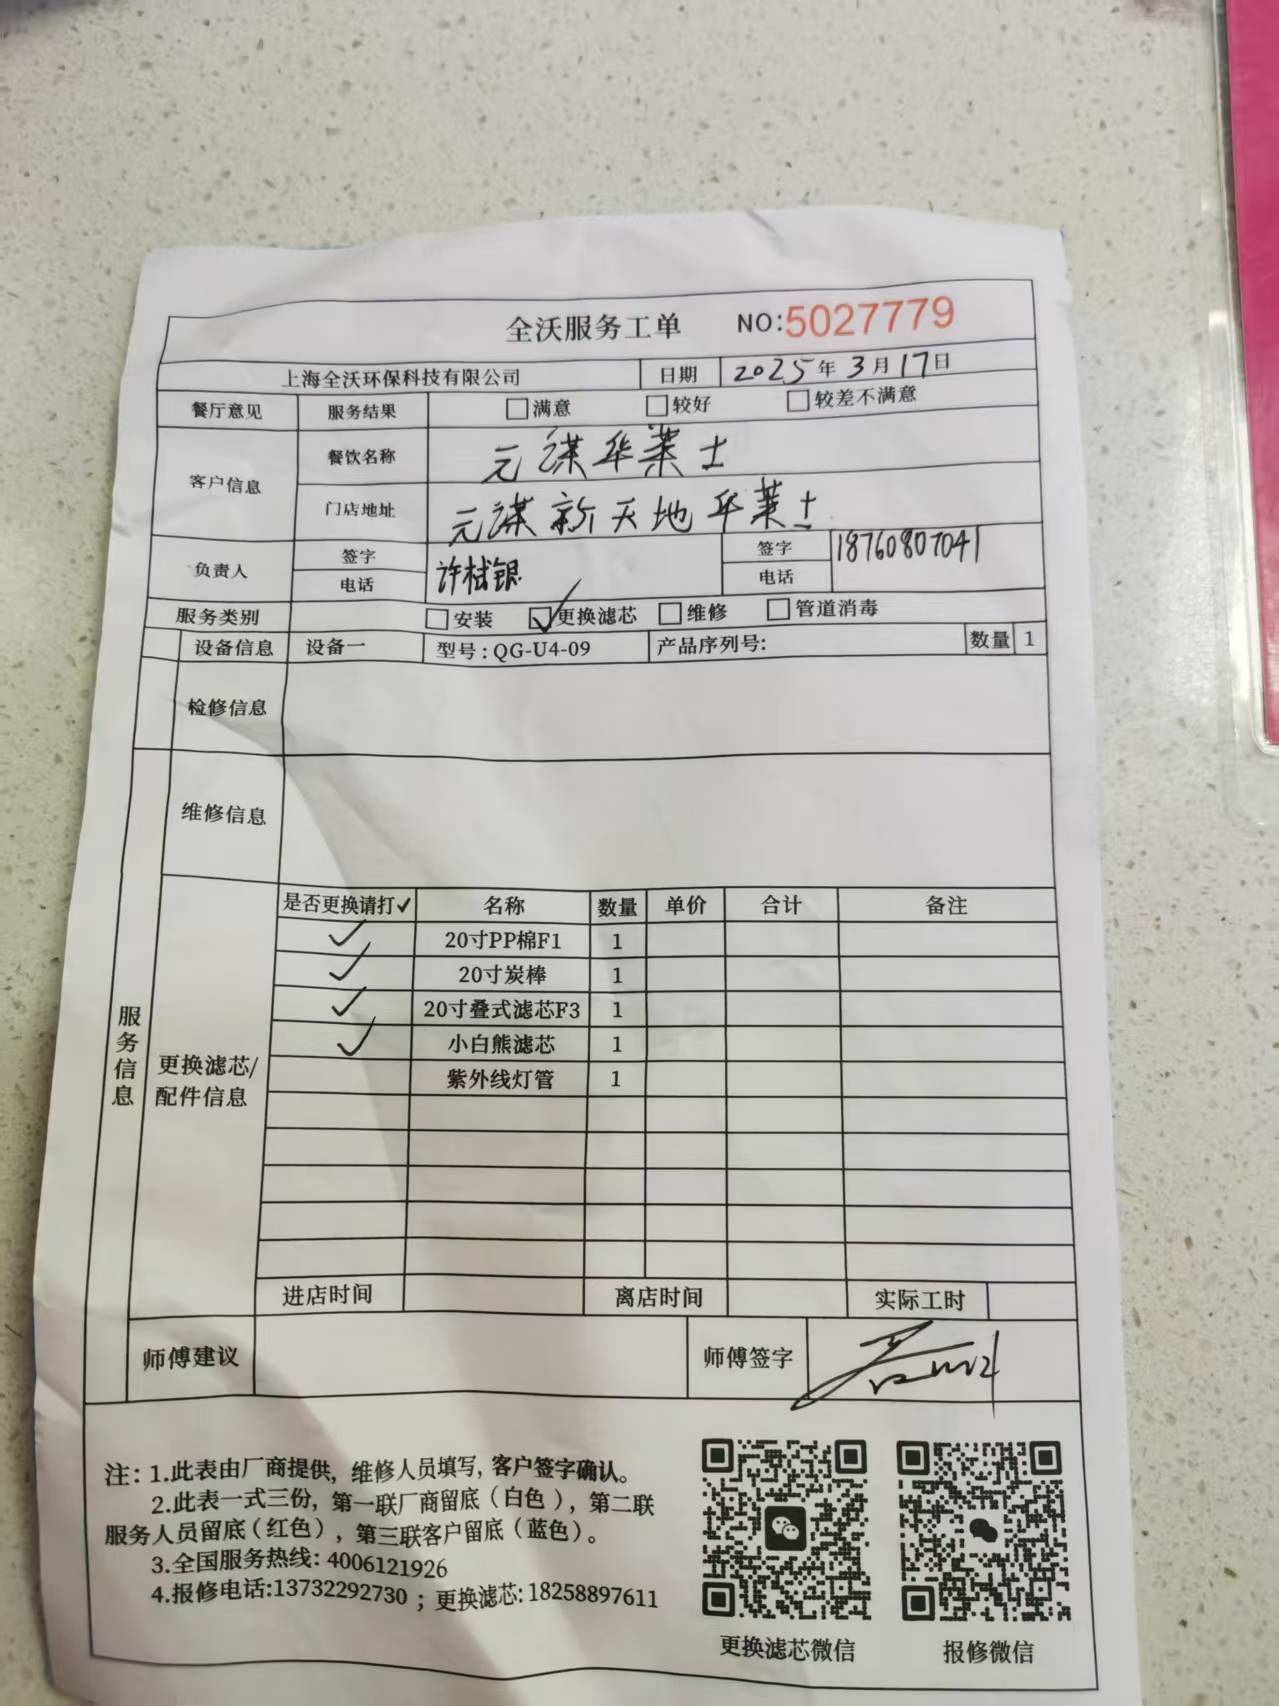 全沃服务工单 NO:5027779
上海全沃环保科技有限公司 日期 2025年3月17日
餐厅意见 服务结果 □满意 □较好 □较差不满意
客户信息 餐饮名称 元谋华莱士
门店地址 元谋新天地华莱士
负责人 签字 电话 签字 电话 18760807041
服务类别 □安装 ☑更换滤芯 □维修 □管道消毒
设备信息 设备一 型号:QG-U4-09 产品序列号: 数量 1
检修信息
维修信息
服务信息
更换滤芯/配件信息
是否更换请打✓ 名称 数量 单价 合计 备注
✓ 20寸PP棉F1 1
✓ 20寸炭棒 1
✓ 20寸叠式滤芯F3 1
✓ 小白熊滤芯 1
紫外线灯管 1
进店时间 离店时间 实际工时
师傅建议 师傅签字
注:1.此表由厂商提供,维修人员填写,客户签字确认。
2.此表一式三份,第一联厂商留底(白色),第二联
服务人员留底(红色),第三联客户留底(蓝色)。
3.全国服务热线:4006121926
4.报修电话:13732292730;更换滤芯:18258897611
更换滤芯微信 报修微信